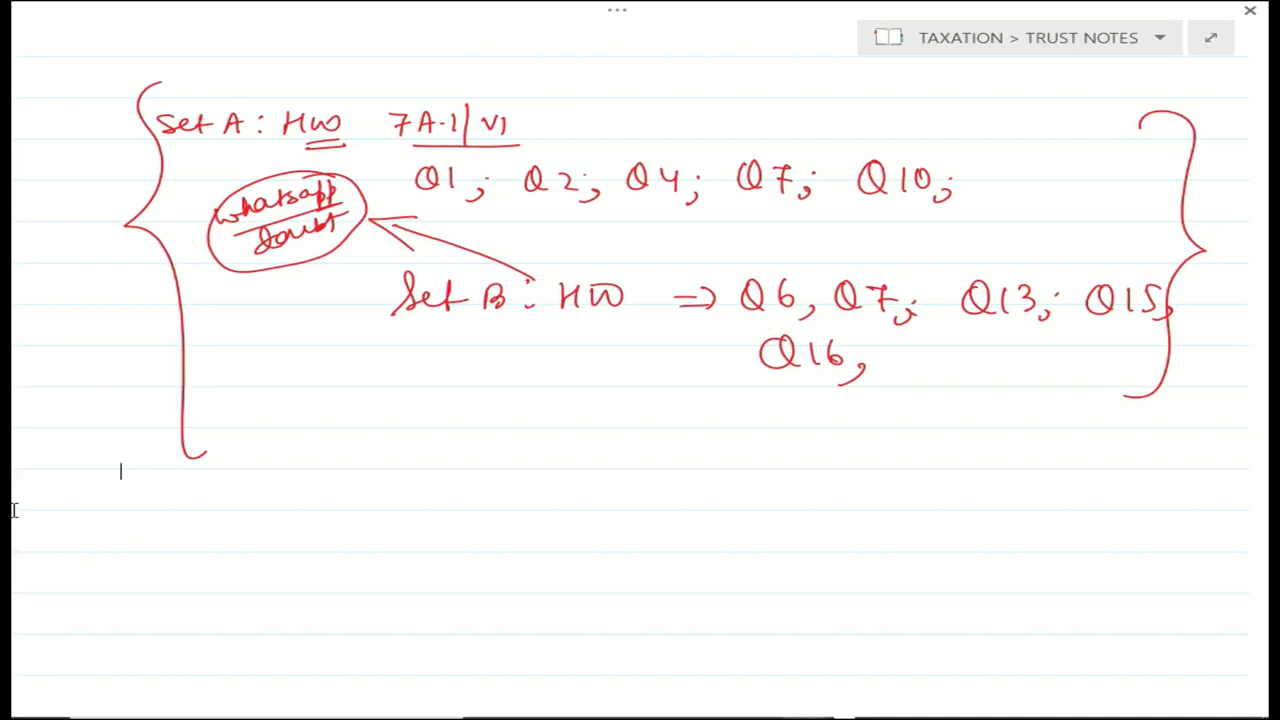 TAXATION > TRUST NOTES
Set A : HW 7A-1/V1
Q1; Q2; Q4; Q7; Q10;
whatsapp
doubt
Set B : HW ⇒ Q6, Q7; Q13; Q15,
Q16,